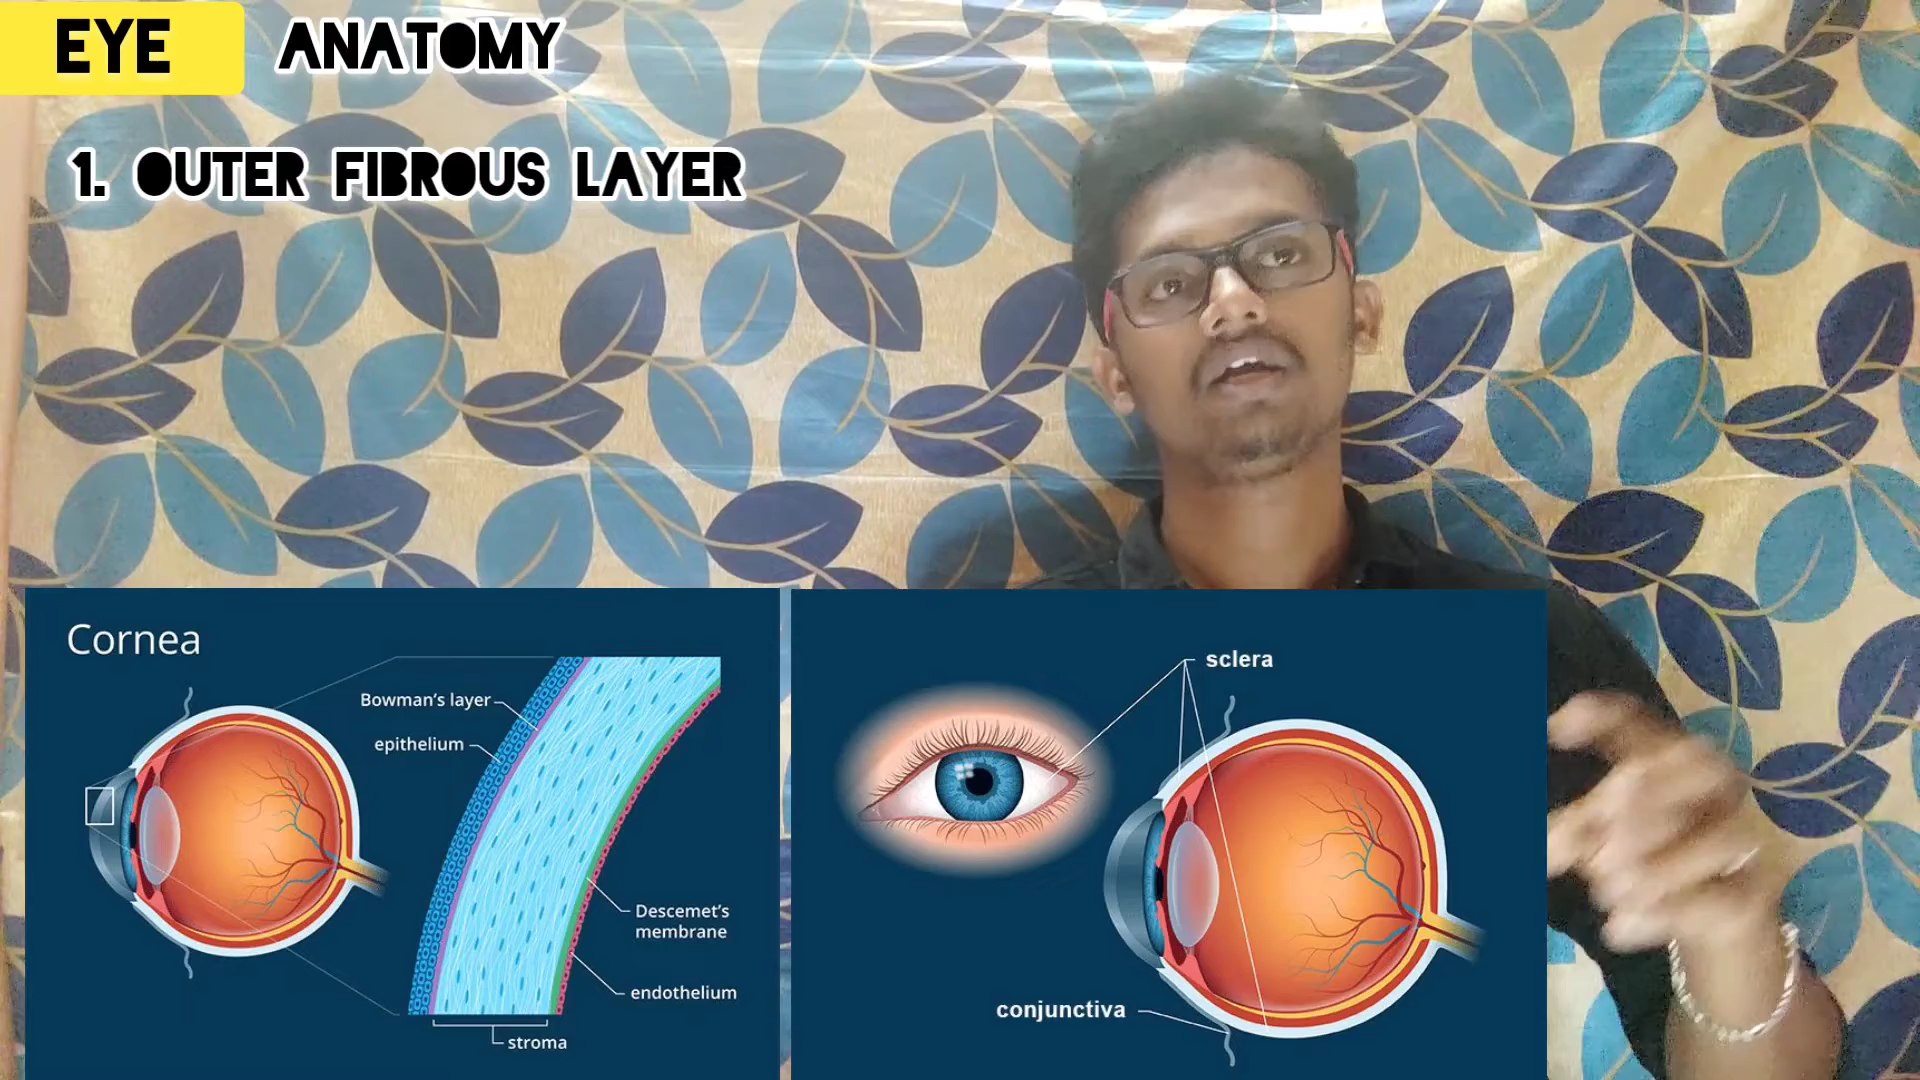 EYE ANATOMY
1. OUTER FIBROUS LAYER
Cornea
Bowman's layer
epithelium
Descemet's
membrane
endothelium
stroma
sclera
conjunctiva